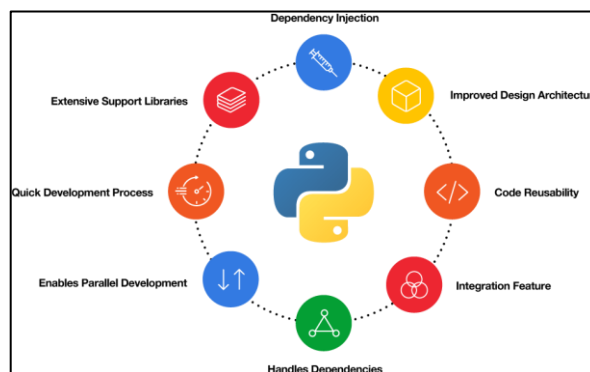 Dependency Injection
Extensive Support Libraries
Improved Design Architectur
Quick Development Process
Code Reusability
Enables Parallel Development
Integration Feature
Handles Dependencies